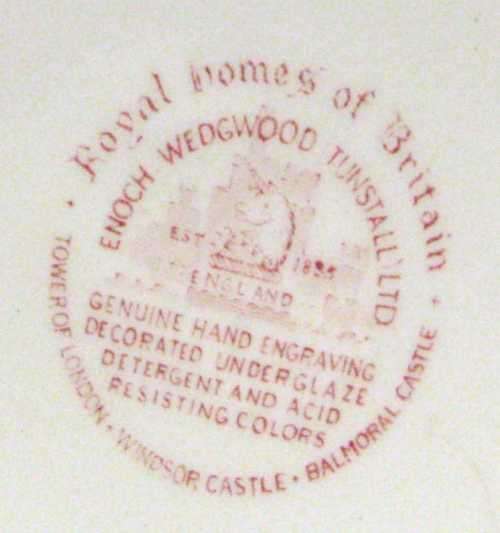 Royal homes of Britain
ENOCH WEDGWOOD TUNSTALL LTD
EST 1835
ENGLAND
GENUINE HAND ENGRAVING
DECORATED UNDERGLAZE
DETERGENT AND ACID
RESISTING COLORS
TOWER OF LONDON · WINDSOR CASTLE · BALMORAL CASTLE